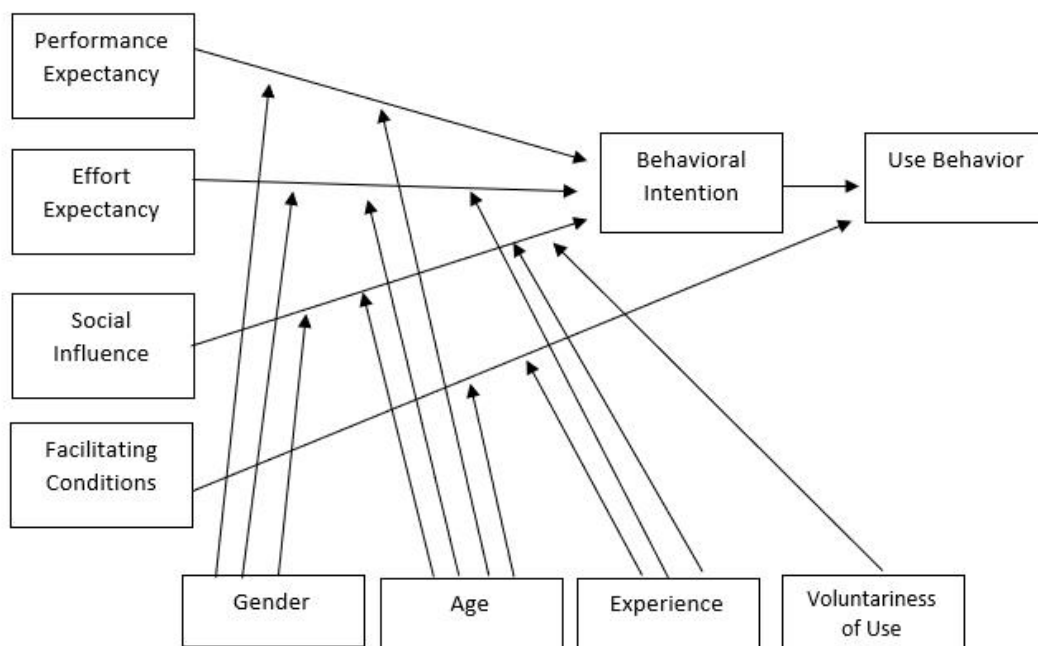 Performance
Expectancy
Effort
Expectancy
Social
Influence
Facilitating
Conditions
Behavioral
Intention
Use Behavior
Gender
Age
Experience
Voluntariness
of Use